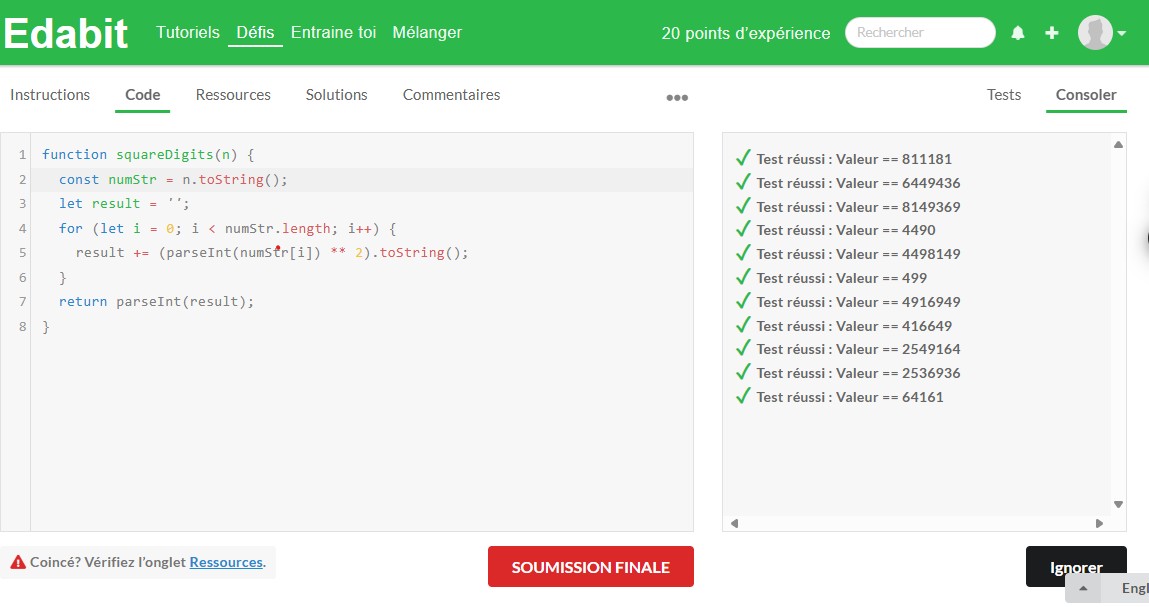 Edabit Tutoriels Défis Entraine toi Mélanger 20 points d'expérience Rechercher
Instructions Code Ressources Solutions Commentaires ••• Tests Consoler
1 function squareDigits(n) {
2 const numStr = n.toString();
3 let result = '';
4 for (let i = 0; i < numStr.length; i++) {
5 result += (parseInt(numStr[i]) ** 2).toString();
6 }
7 return parseInt(result);
8 }
Test réussi : Valeur == 811181
Test réussi : Valeur == 6449436
Test réussi : Valeur == 8149369
Test réussi : Valeur == 4490
Test réussi : Valeur == 4498149
Test réussi : Valeur == 499
Test réussi : Valeur == 4916949
Test réussi : Valeur == 416649
Test réussi : Valeur == 2549164
Test réussi : Valeur == 2536936
Test réussi : Valeur == 64161
Coincé? Vérifiez l'onglet Ressources.
SOUMISSION FINALE
Ignorer
Engl